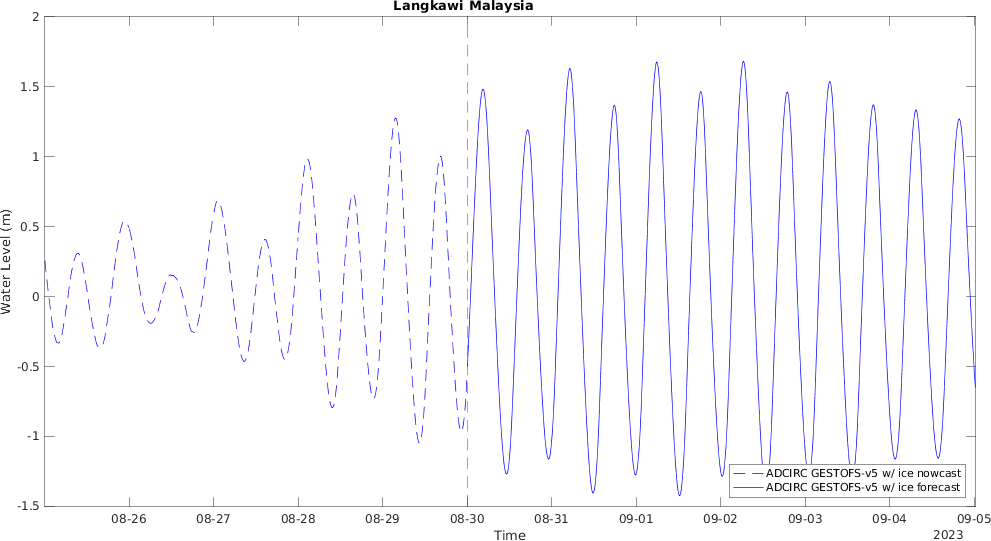 Langkawi Malaysia
2
1.5
1
0.5
0
-0.5
-1
-1.5
Water Level (m)
ADCIRC GESTOFS-v5 w/ ice nowcast
ADCIRC GESTOFS-v5 w/ ice forecast
08-26 08-27 08-28 08-29 08-30 08-31 09-01 09-02 09-03 09-04 09-05
Time
2023